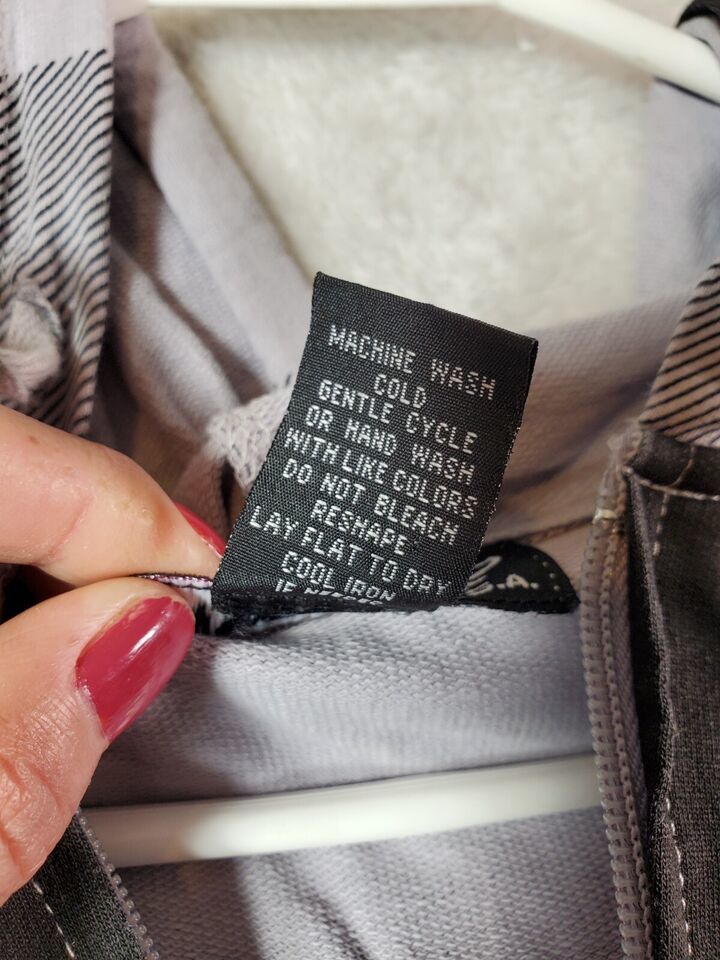 MACHINE WASH
COLD
GENTLE CYCLE
OR HAND WASH
WITH LIKE COLORS
DO NOT BLEACH
RESHAPE
LAY FLAT TO DRY
COOL IRON
IF
.A.